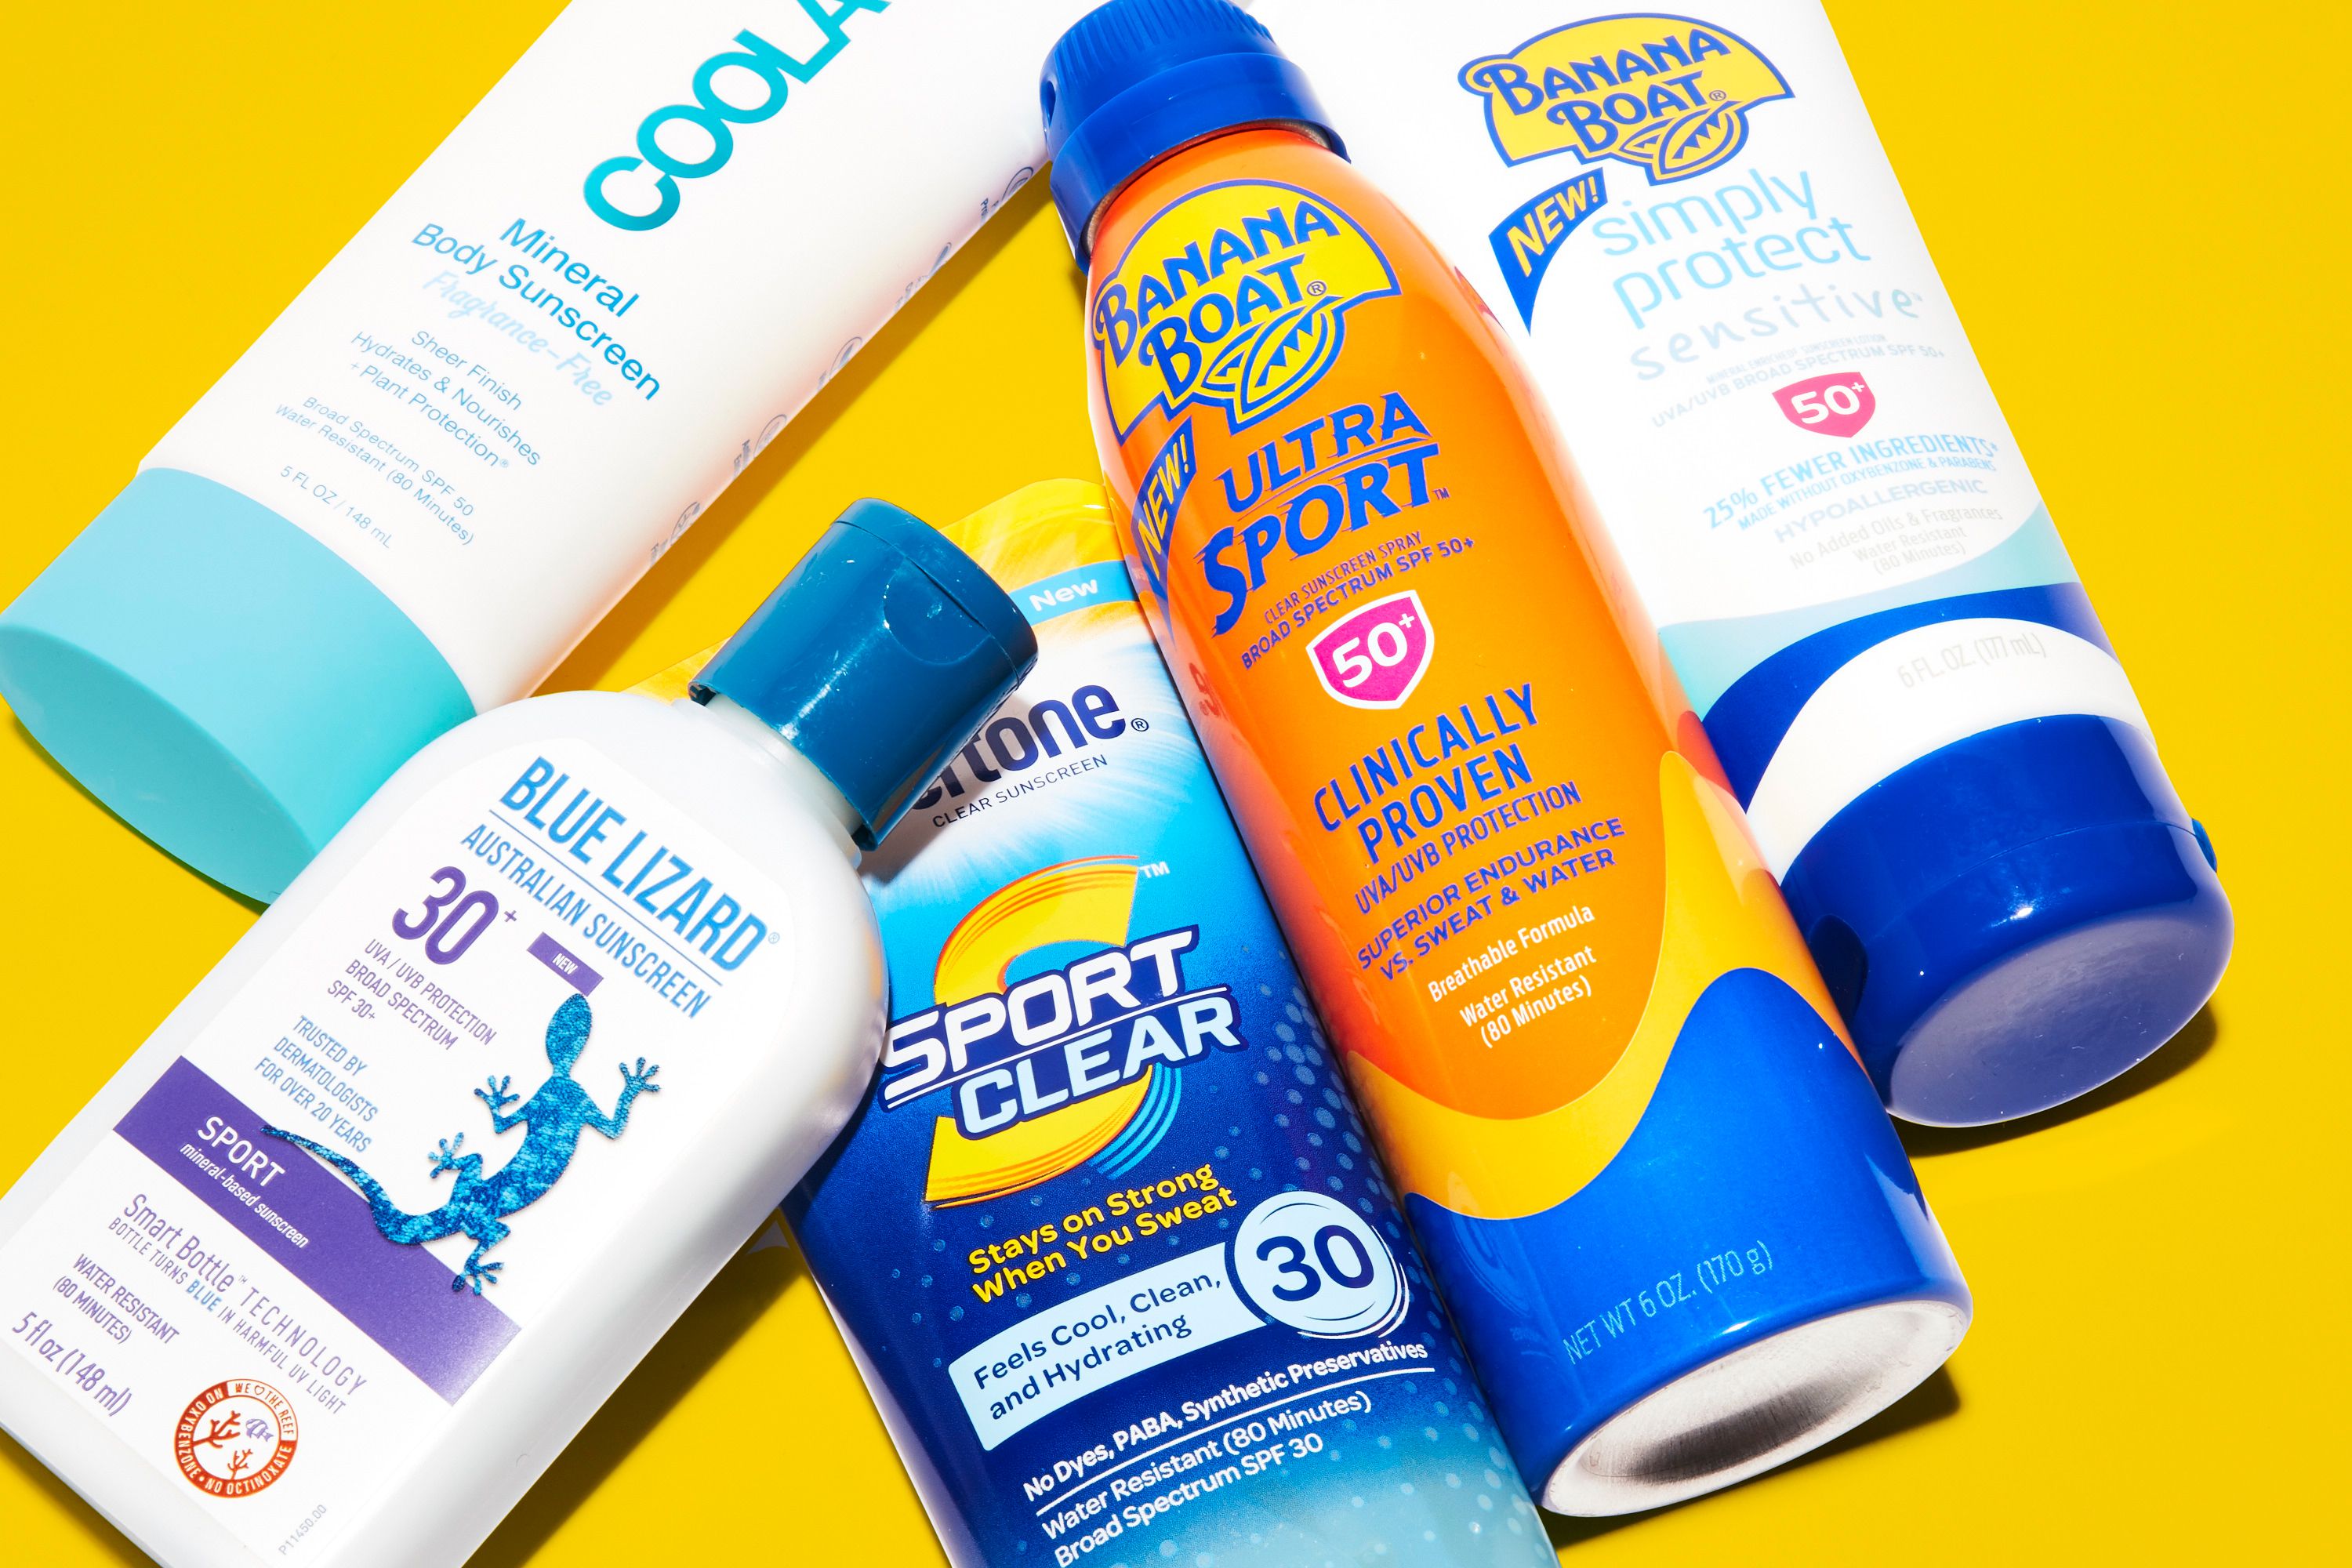 COOLA
Mineral
Body Sunscreen
Fragrance-Free
Sheer Finish
Hydrates & Nourishes
+ Plant Protection®
Broad Spectrum SPF 50
Water Resistant (80 Minutes)
5 FL OZ / 148 mL
BLUE LIZARD®
AUSTRALIAN SUNSCREEN
30+
NEW
UVA / UVB PROTECTION
BROAD SPECTRUM
SPF 30+
TRUSTED BY
DERMATOLOGISTS
FOR OVER 20 YEARS
SPORT
mineral-based sunscreen
Smart Bottle™ TECHNOLOGY
BOTTLE TURNS BLUE IN HARMFUL UV LIGHT
WATER RESISTANT
(80 MINUTES)
5 fl oz (148 ml)
WE ♡ THE REEF
NO OXYBENZONE • NO OCTINOXATE
P11450.00
New
ertone®
CLEAR SUNSCREEN
SPORT™
CLEAR
Stays on Strong
When You Sweat
Feels Cool, Clean,
and Hydrating
30
No Dyes, PABA, Synthetic Preservatives
Water Resistant (80 Minutes)
Broad Spectrum SPF 30
BANANA
BOAT®
NEW!
ULTRA
SPORT™
CLEAR SUNSCREEN SPRAY
BROAD SPECTRUM SPF 50+
50+
CLINICALLY
PROVEN
UVA/UVB PROTECTION
SUPERIOR ENDURANCE
VS. SWEAT & WATER
Breathable Formula
Water Resistant
(80 Minutes)
NET WT 6 OZ. (170 g)
BANANA
BOAT®
NEW!
simply
protect
sensitive™
MINERAL ENRICHED* SUNSCREEN LOTION
UVA/UVB BROAD SPECTRUM SPF 50+
50+
25% FEWER INGREDIENTS*
MADE WITHOUT OXYBENZONE & PARABENS
HYPOALLERGENIC
No Added Oils & Fragrances
Water Resistant
(80 Minutes)
6 FL. OZ. (177 mL)